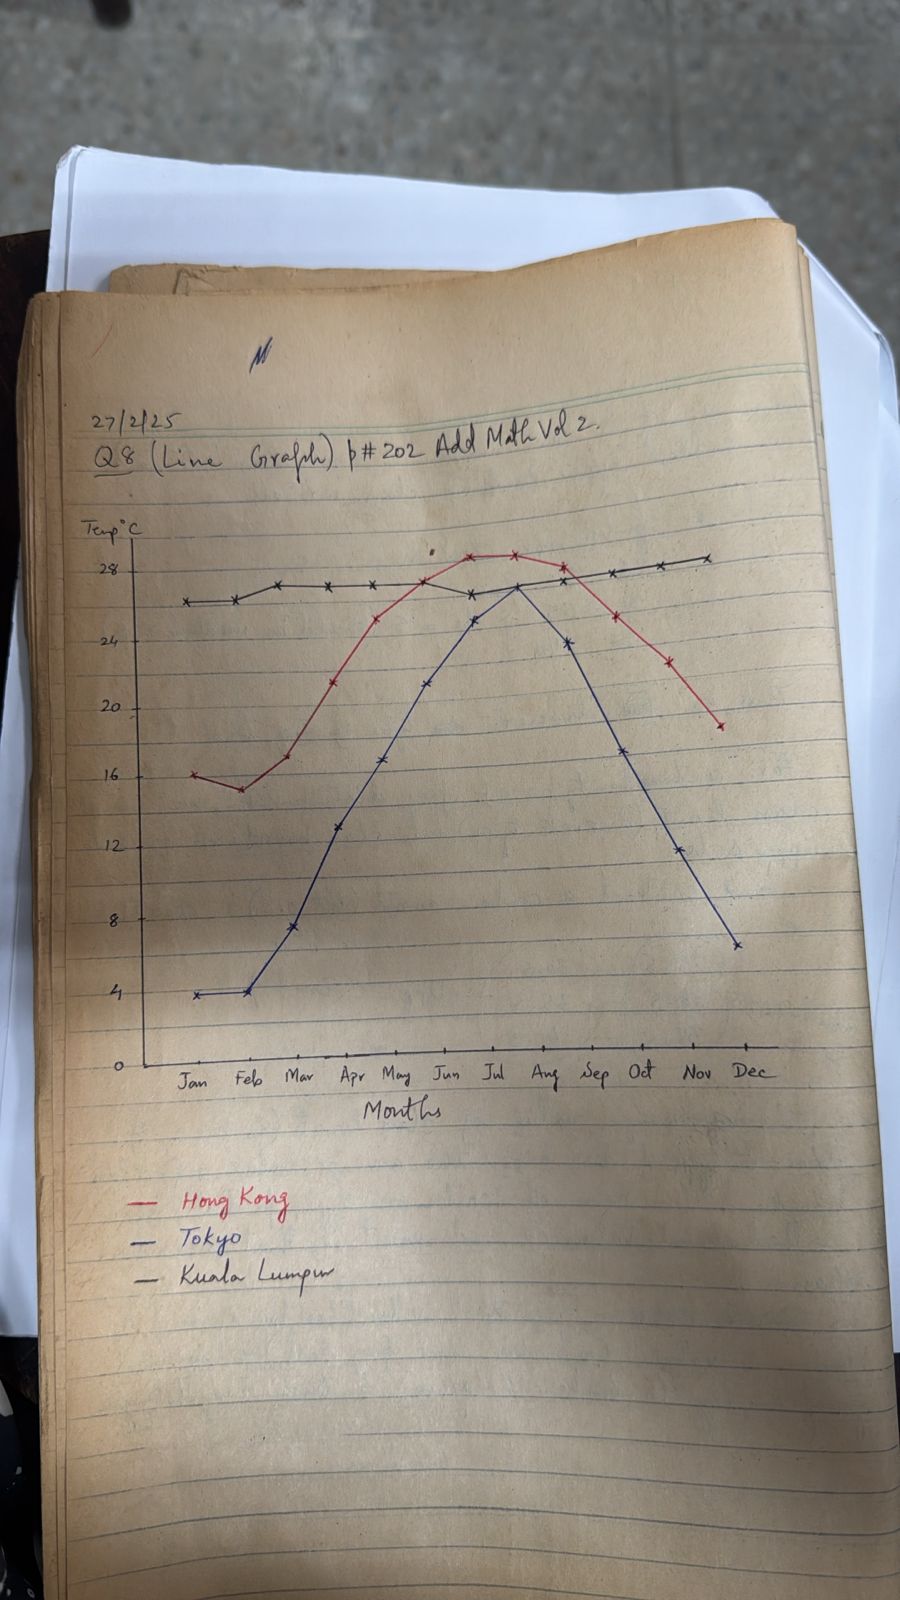 27/2/25
Q8 (Line Graph) p# 202 Add Math Vol 2.
Temp°C
28
24
20
16
12
8
4
0
Jan Feb Mar Apr May Jun Jul Aug Sep Oct Nov Dec
Months
— Hong Kong
— Tokyo
— Kuala Lumpur